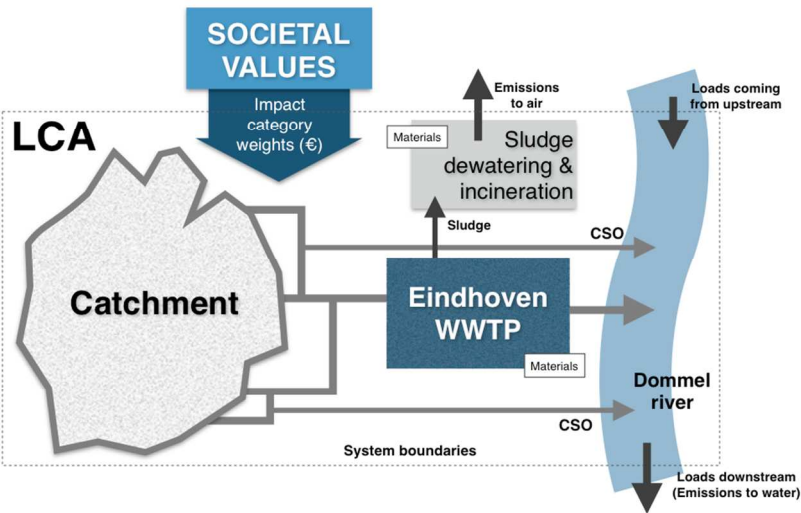 SOCIETAL
VALUES
Impact
category
weights (€)
LCA
Emissions
to air
Loads coming
from upstream
Materials
Sludge
dewatering &
incineration
Sludge
CSO
Catchment
Eindhoven
WWTP
Materials
Dommel
river
CSO
System boundaries
Loads downstream
(Emissions to water)